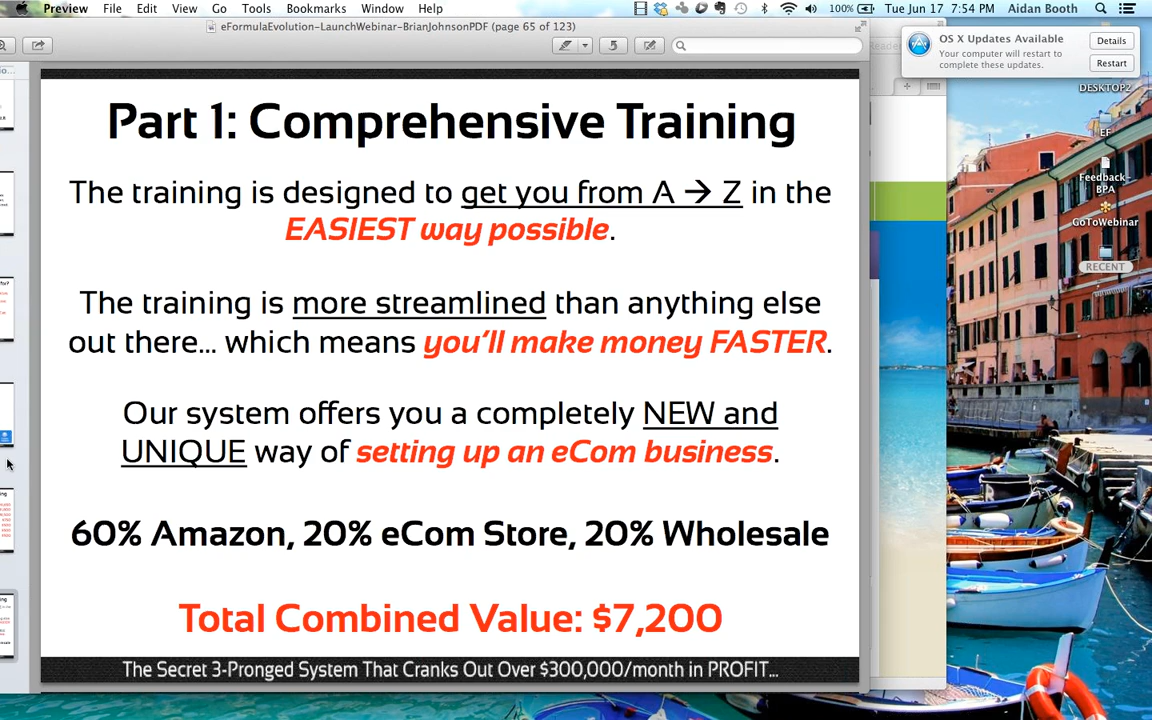 Preview File Edit View Go Tools Bookmarks Window Help 100% Tue Jun 17 7:54 PM Aidan Booth
eFormulaEvolution-LaunchWebinar-BrianJohnsonPDF (page 65 of 123)
OS X Updates Available
Your computer will restart to
complete these updates.
Details
Restart
DESKTOP2
EF
Feedback-
BPA
GoToWebinar
RECENT
Part 1: Comprehensive Training
The training is designed to get you from A → Z in the
EASIEST way possible.
The training is more streamlined than anything else
out there... which means you'll make money FASTER.
Our system offers you a completely NEW and
UNIQUE way of setting up an eCom business.
60% Amazon, 20% eCom Store, 20% Wholesale
Total Combined Value: $7,200
The Secret 3-Pronged System That Cranks Out Over $300,000/month in PROFIT...